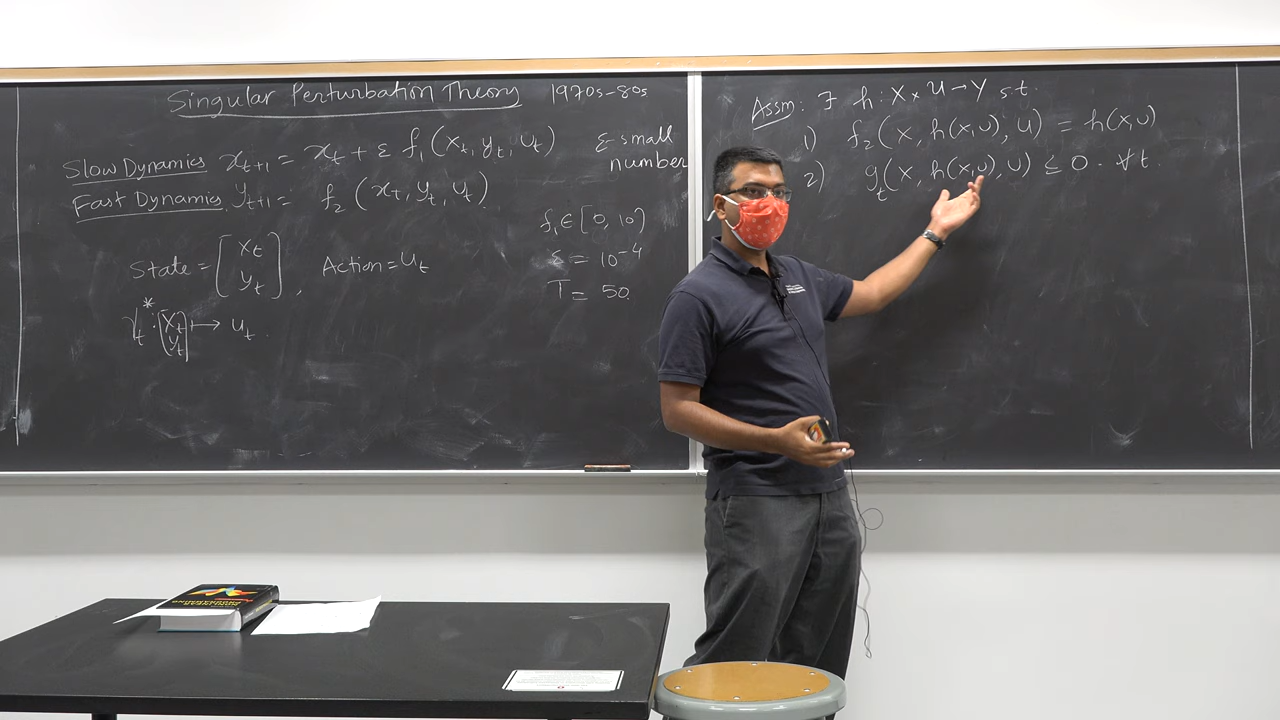 Singular Perturbation Theory 1970s-80s
Slow Dynamics x_{t+1} = x_t + ε f_1(x_t, y_t, u_t)
ε-small
number
Fast Dynamics y_{t+1} = f_2(x_t, y_t, u_t)
f_1 ∈ [0, 10)
State = [x_t y_t], Action = u_t
ε = 10^{-4}
T = 50
γ_t^*: [x_t y_t] ↦ u_t.
Assm: ∃ h: X × U → Y s.t.
1) f_2(x, h(x,u), u) = h(x,u)
2) g_t(x, h(x,u), u) ≤ 0. ∀t.